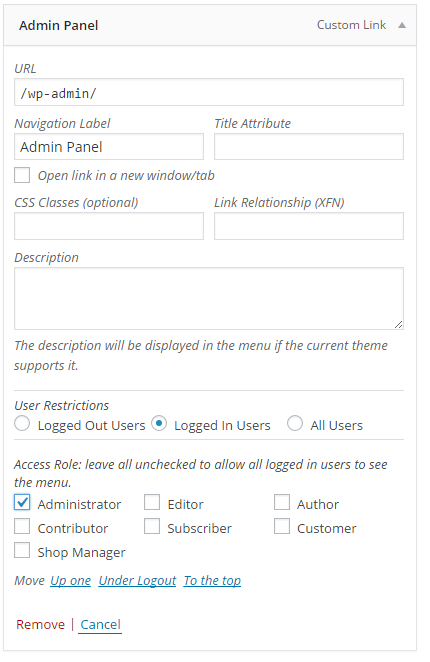 Admin Panel Custom Link
URL
/wp-admin/
Navigation Label Title Attribute
Admin Panel
Open link in a new window/tab
CSS Classes (optional) Link Relationship (XFN)
Description
The description will be displayed in the menu if the current theme
supports it.
User Restrictions
Logged Out Users Logged In Users All Users
Access Role: leave all unchecked to allow all logged in users to see
the menu.
Administrator Editor Author
Contributor Subscriber Customer
Shop Manager
Move Up one Under Logout To the top
Remove | Cancel